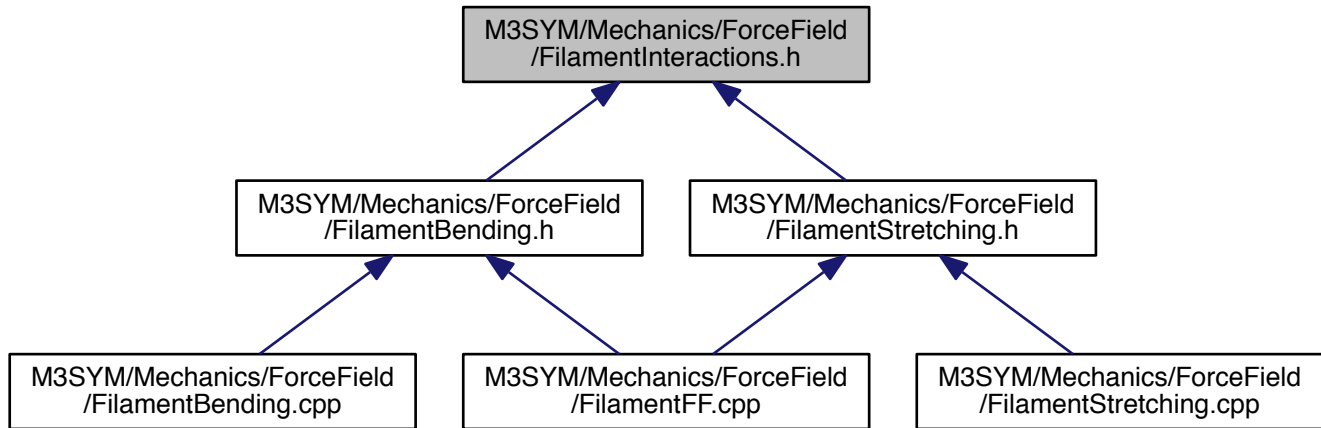 M3SYM/Mechanics/ForceField
/FilamentInteractions.h
M3SYM/Mechanics/ForceField
/FilamentBending.h
M3SYM/Mechanics/ForceField
/FilamentStretching.h
M3SYM/Mechanics/ForceField
/FilamentBending.cpp
M3SYM/Mechanics/ForceField
/FilamentFF.cpp
M3SYM/Mechanics/ForceField
/FilamentStretching.cpp